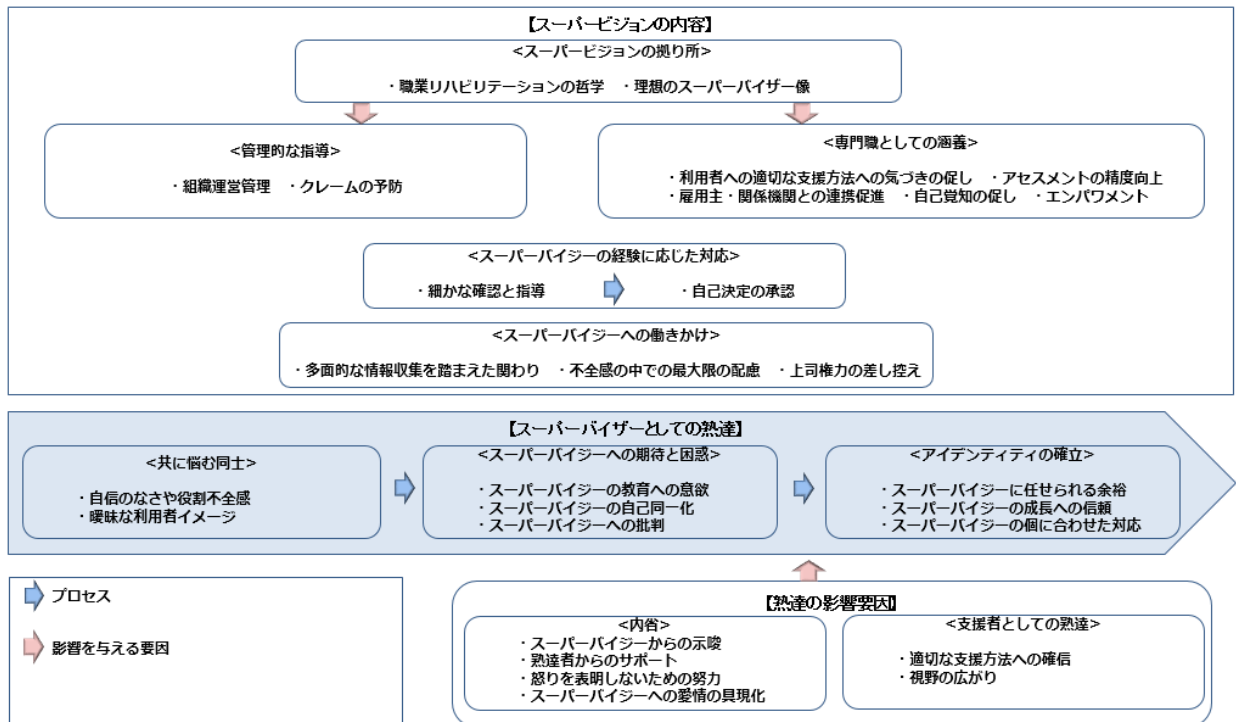 【スーパービジョンの内容】
<スーパービジョンの拠り所>
・職業リハビリテーションの哲学　・理想のスーパーバイザー像
<管理的な指導>
・組織運営管理　・クレームの予防
<専門職としての涵養>
・利用者への適切な支援方法への気づきの促し　・アセスメントの精度向上
・雇用主・関係機関との連携促進　・自己覚知の促し　・エンパワメント
<スーパーバイジーの経験に応じた対応>
・細かな確認と指導　・自己決定の承認
<スーパーバイジーへの働きかけ>
・多面的な情報収集を踏まえた関わり　・不全感の中での最大限の配慮　・上司権力の差し控え
【スーパーバイザーとしての熟達】
<共に悩む同士>
・自信のなさや役割不全感
・曖昧な利用者イメージ
<スーパーバイジーへの期待と困惑>
・スーパーバイジーの教育への意欲
・スーパーバイジーの自己同一化
・スーパーバイジーへの批判
<アイデンティティの確立>
・スーパーバイジーに任せられる余裕
・スーパーバイジーの成長への信頼
・スーパーバイジーの個に合わせた対応
プロセス
影響を与える要因
【熟達の影響要因】
<内省>
・スーパーバイジーからの示唆
・熟達者からのサポート
・怒りを表明しないための努力
・スーパーバイジーへの愛情の具現化
<支援者としての熟達>
・適切な支援方法への確信
・視野の広がり